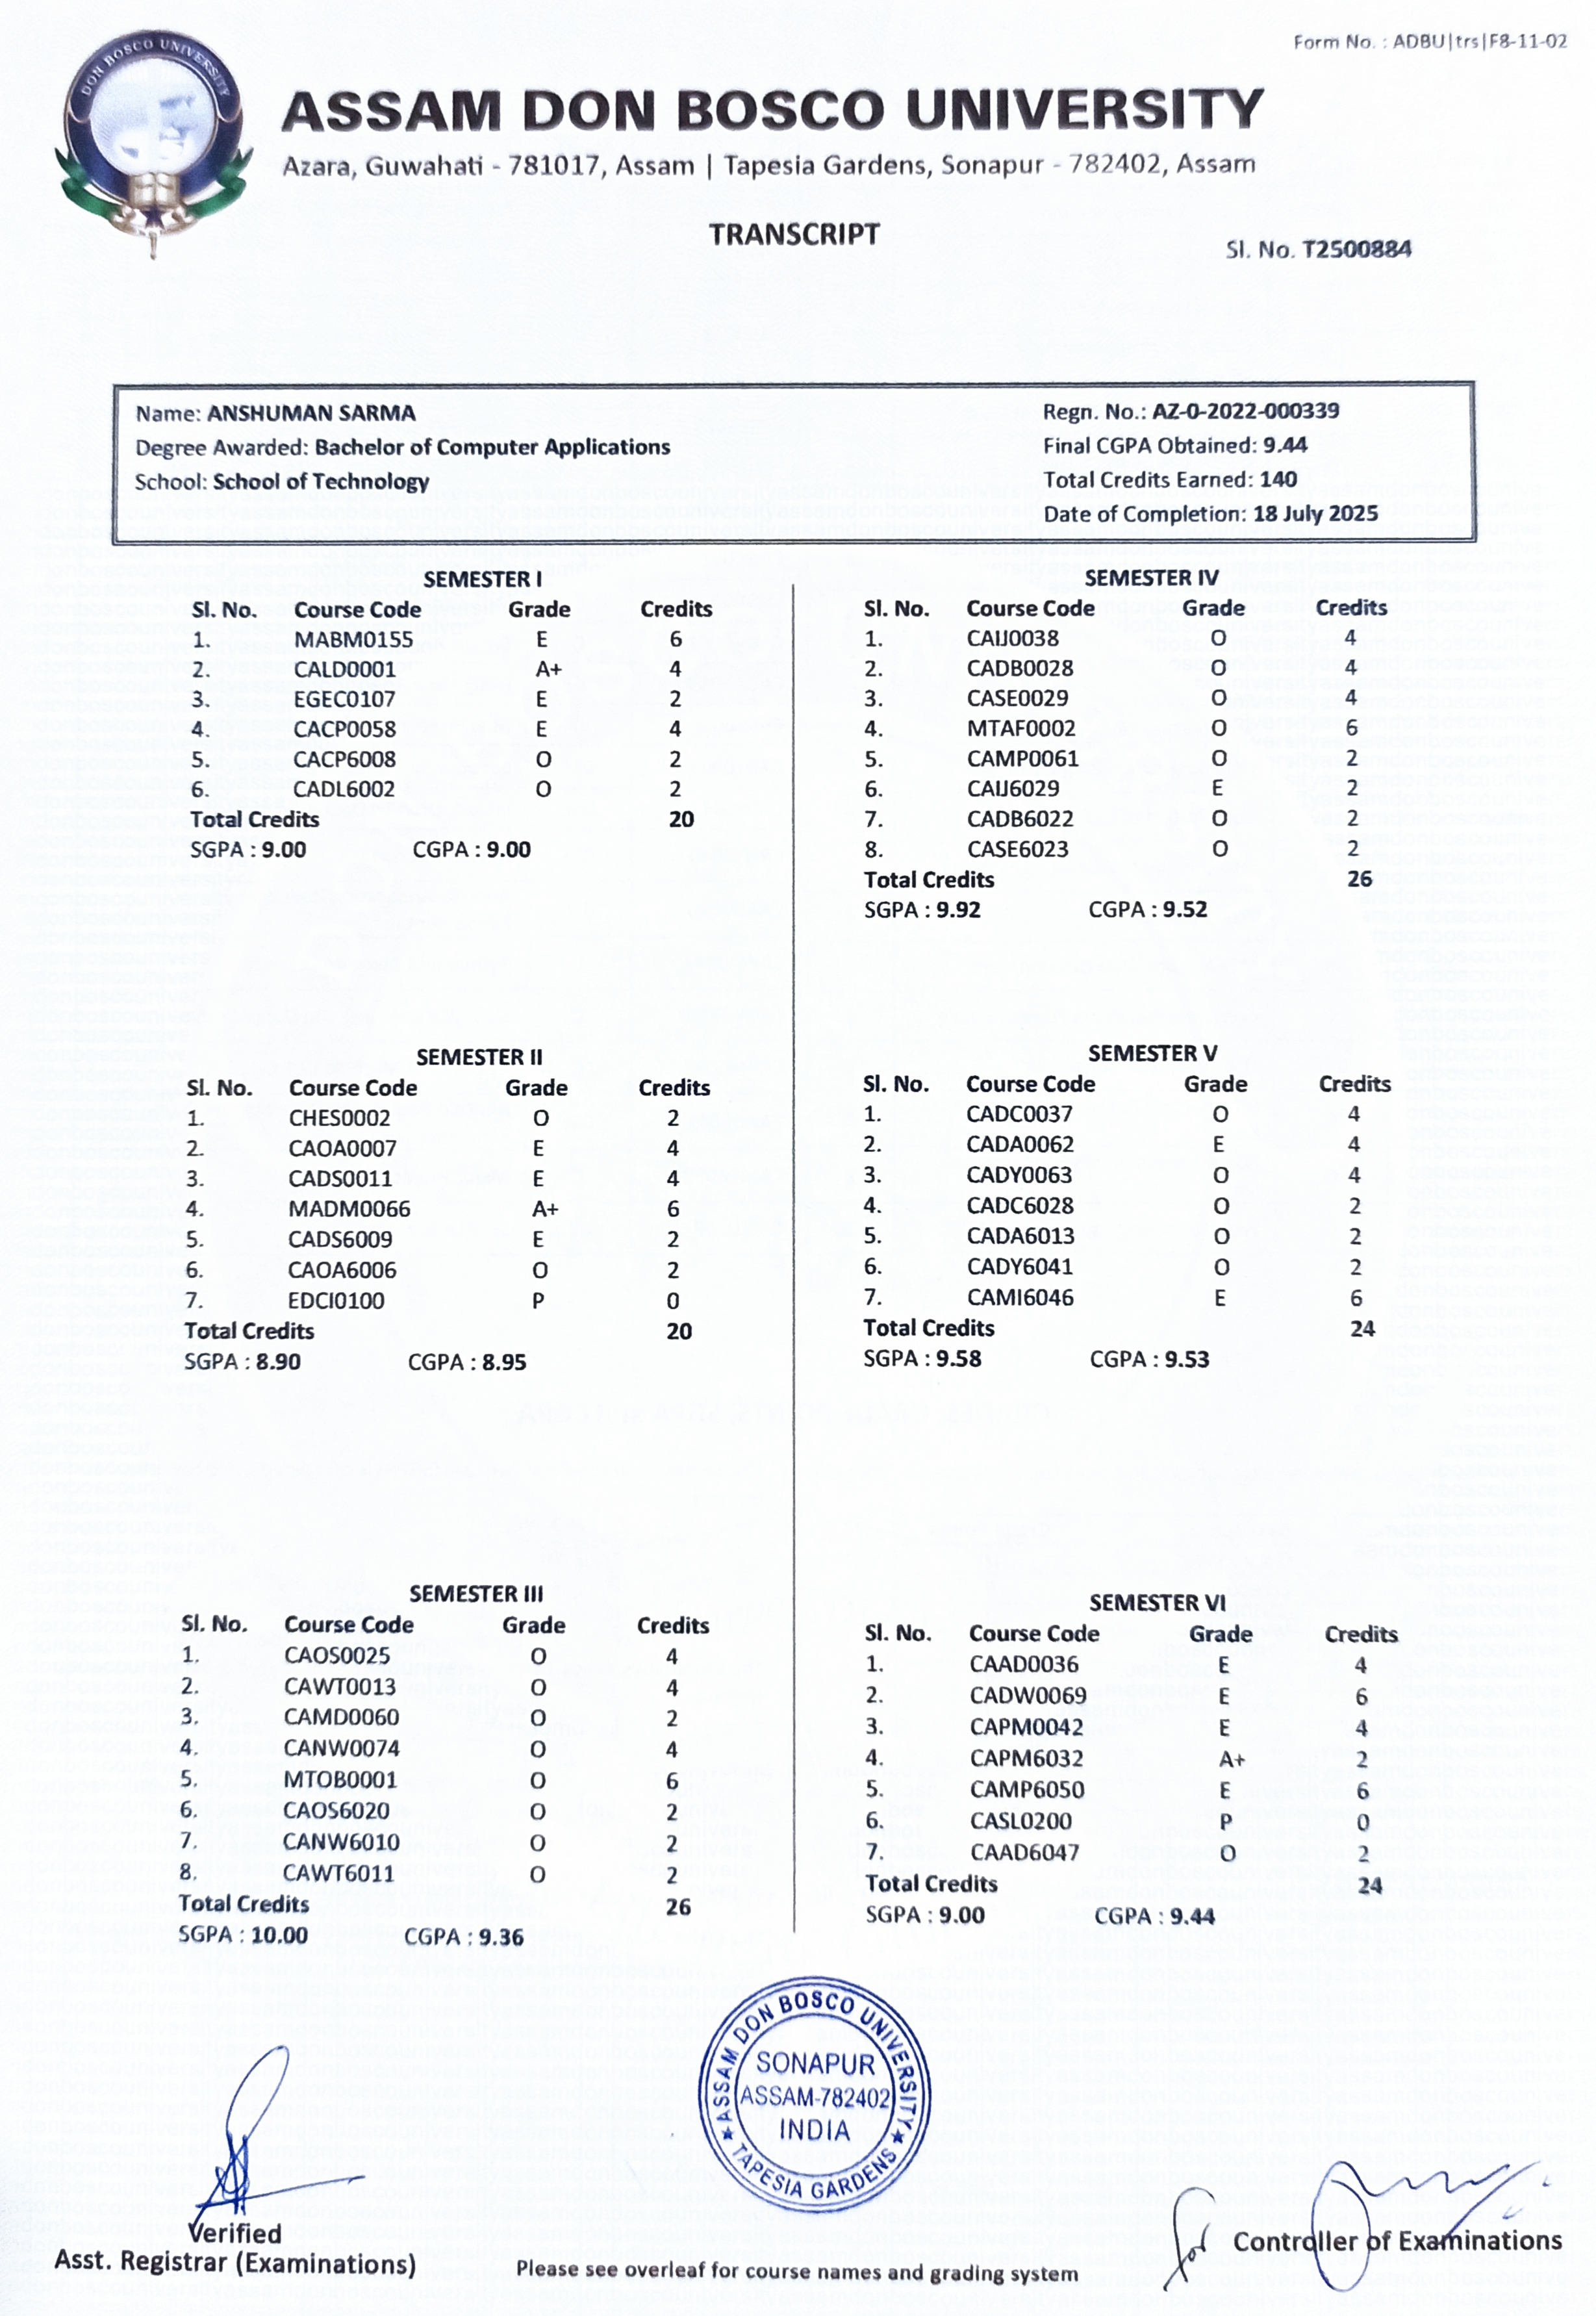 Form No. : ADBU|trs|F8-11-02
DON BOSCO UNIVERSITY
ASSAM DON BOSCO UNIVERSITY
Azara, Guwahati - 781017, Assam | Tapesia Gardens, Sonapur - 782402, Assam
TRANSCRIPT
Sl. No. T2500884
Name: ANSHUMAN SARMA
Degree Awarded: Bachelor of Computer Applications
School: School of Technology
Regn. No.: AZ-0-2022-000339
Final CGPA Obtained: 9.44
Total Credits Earned: 140
Date of Completion: 18 July 2025
SEMESTER I
Sl. No. Course Code Grade Credits
1. MABM0155 E 6
2. CALD0001 A+ 4
3. EGEC0107 E 2
4. CACP0058 E 4
5. CACP6008 O 2
6. CADL6002 O 2
Total Credits 20
SGPA : 9.00 CGPA : 9.00
SEMESTER II
Sl. No. Course Code Grade Credits
1. CHES0002 O 2
2. CAOA0007 E 4
3. CADS0011 E 4
4. MADM0066 A+ 6
5. CADS6009 E 2
6. CAOA6006 O 2
7. EDCI0100 P 0
Total Credits 20
SGPA : 8.90 CGPA : 8.95
SEMESTER III
Sl. No. Course Code Grade Credits
1. CAOS0025 O 4
2. CAWT0013 O 4
3. CAMD0060 O 2
4. CANW0074 O 4
5. MTOB0001 O 6
6. CAOS6020 O 2
7. CANW6010 O 2
8. CAWT6011 O 2
Total Credits 26
SGPA : 10.00 CGPA : 9.36
SEMESTER IV
Sl. No. Course Code Grade Credits
1. CAIJ0038 O 4
2. CADB0028 O 4
3. CASE0029 O 4
4. MTAF0002 O 6
5. CAMP0061 O 2
6. CAIJ6029 E 2
7. CADB6022 O 2
8. CASE6023 O 2
Total Credits 26
SGPA : 9.92 CGPA : 9.52
SEMESTER V
Sl. No. Course Code Grade Credits
1. CADC0037 O 4
2. CADA0062 E 4
3. CADY0063 O 4
4. CADC6028 O 2
5. CADA6013 O 2
6. CADY6041 O 2
7. CAMI6046 E 6
Total Credits 24
SGPA : 9.58 CGPA : 9.53
SEMESTER VI
Sl. No. Course Code Grade Credits
1. CAAD0036 E 4
2. CADW0069 E 6
3. CAPM0042 E 4
4. CAPM6032 A+ 2
5. CAMP6050 E 6
6. CASL0200 P 0
7. CAAD6047 O 2
Total Credits 24
SGPA : 9.00 CGPA : 9.44
ASSAM DON BOSCO UNIVERSITY
SONAPUR
ASSAM-782402
INDIA
TAPESIA GARDENS
Verified
Asst. Registrar (Examinations)
Please see overleaf for course names and grading system
for Controller of Examinations